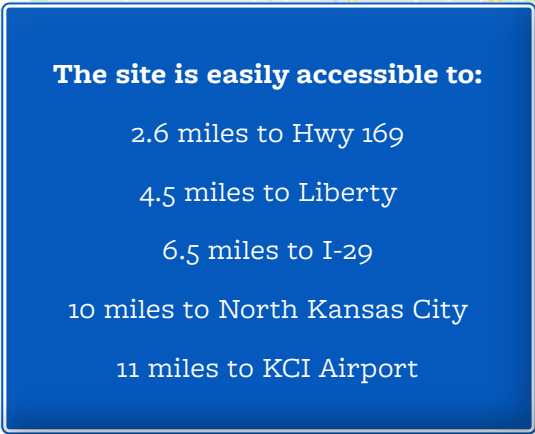 The site is easily accessible to:
2.6 miles to Hwy 169
4.5 miles to Liberty
6.5 miles to I-29
10 miles to North Kansas City
11 miles to KCI Airport